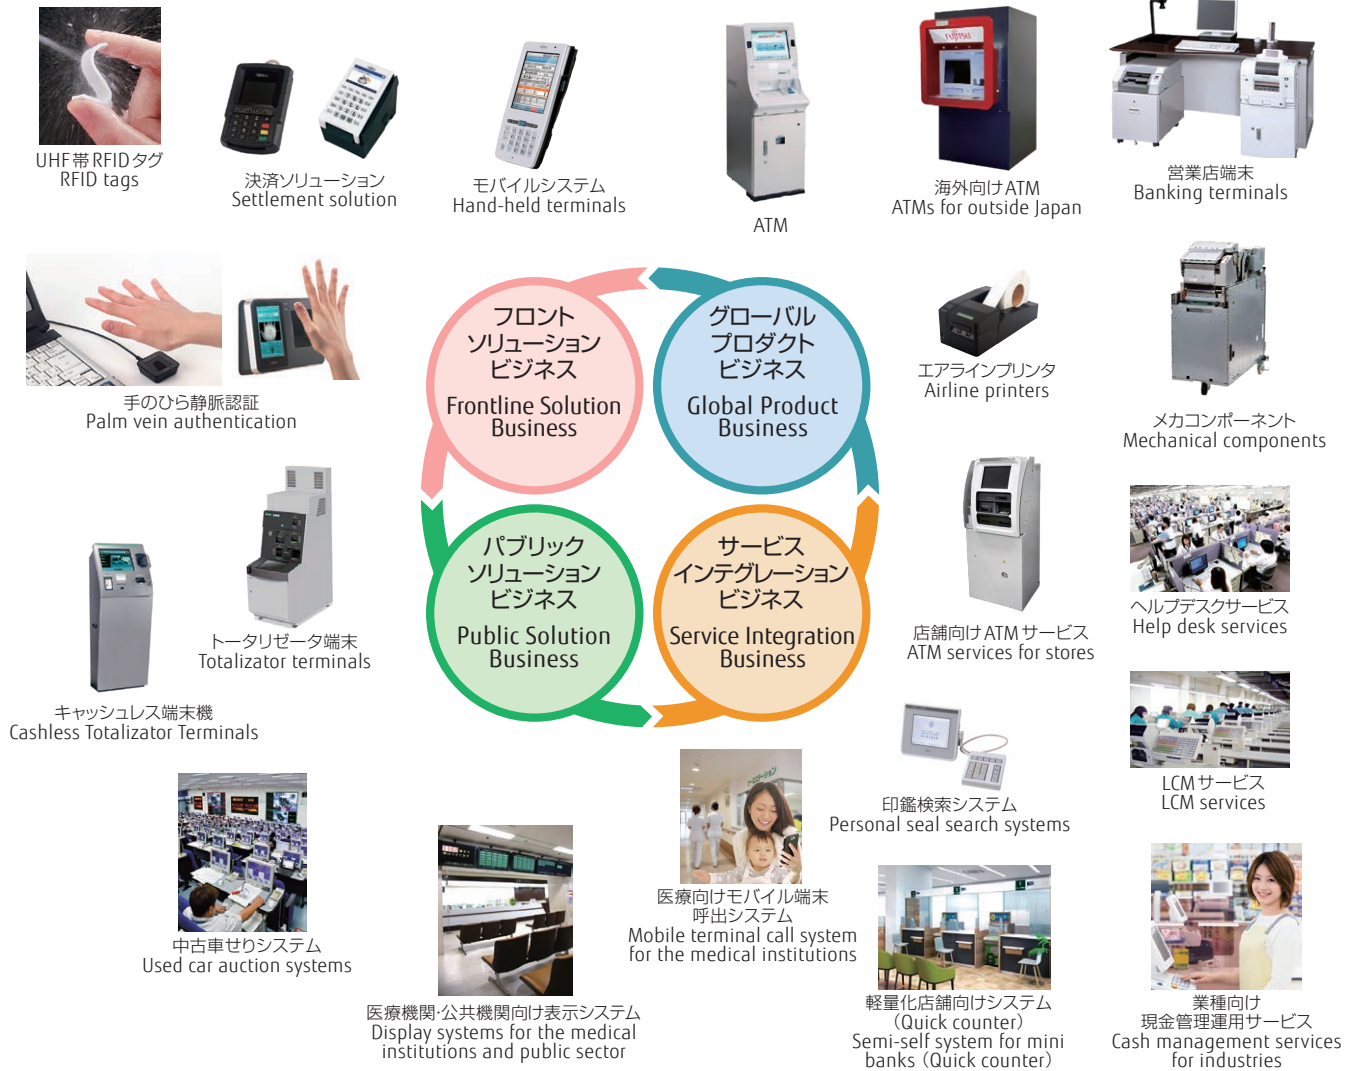 UHF帯RFIDタグ
RFID tags
決済ソリューション
Settlement solution
モバイルシステム
Hand-held terminals
ATM
FUJITSU
海外向けATM
ATMs for outside Japan
営業店端末
Banking terminals
手のひら静脈認証
Palm vein authentication
フロント
ソリューション
ビジネス
Frontline Solution
Business
グローバル
プロダクト
ビジネス
Global Product
Business
エアラインプリンタ
Airline printers
メカコンポーネント
Mechanical components
トータリゼータ端末
Totalizator terminals
キャッシュレス端末機
Cashless Totalizator Terminals
パブリック
ソリューション
ビジネス
Public Solution
Business
サービス
インテグレーション
ビジネス
Service Integration
Business
店舗向けATMサービス
ATM services for stores
ヘルプデスクサービス
Help desk services
LCMサービス
LCM services
印鑑検索システム
Personal seal search systems
中古車せりシステム
Used car auction systems
医療機関・公共機関向け表示システム
Display systems for the medical
institutions and public sector
医療向けモバイル端末
呼出システム
Mobile terminal call system
for the medical institutions
軽量化店舗向けシステム
（Quick counter）
Semi-self system for mini
banks（Quick counter）
業種向け
現金管理運用サービス
Cash management services
for industries